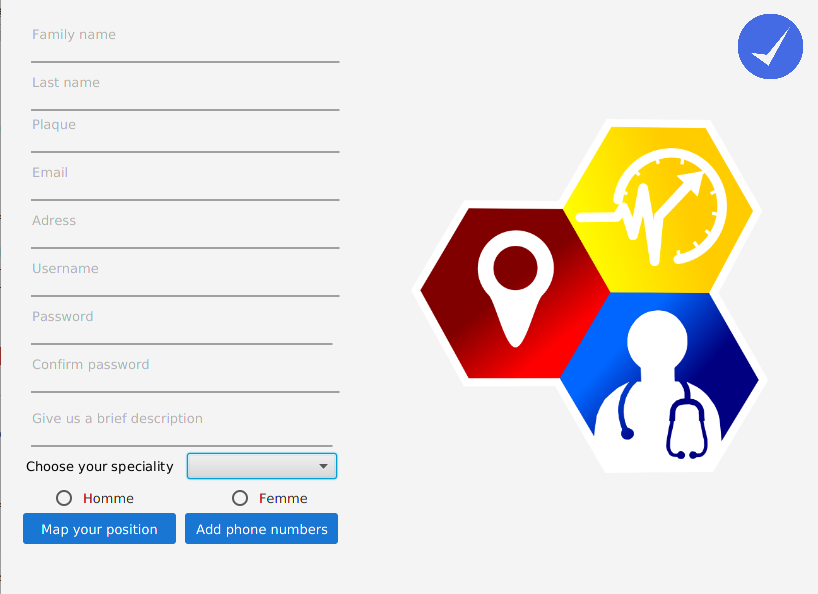 Family name
Last name
Plaque
Email
Adress
Username
Password
Confirm password
Give us a brief description
Choose your speciality
Homme Femme
Map your position Add phone numbers